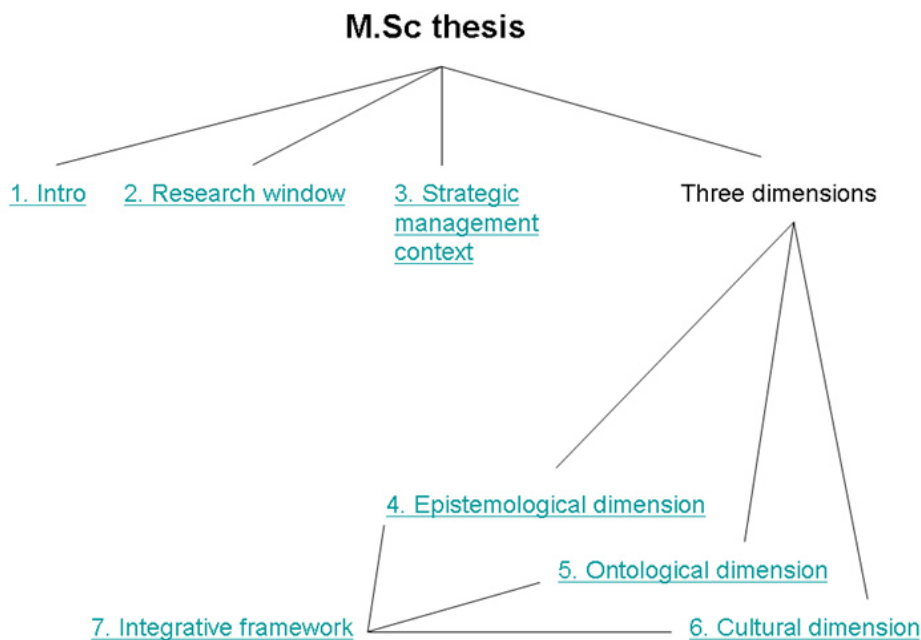 M.Sc thesis
1. Intro
2. Research window
3. Strategic
management
context
Three dimensions
4. Epistemological dimension
5. Ontological dimension
7. Integrative framework
6. Cultural dimension